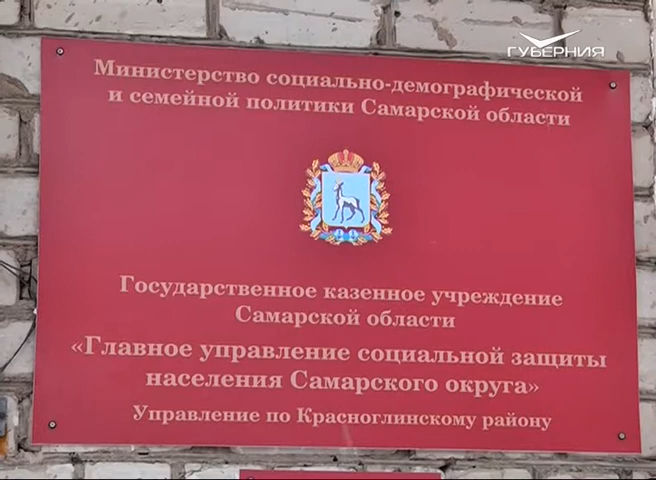 ГУБЕРНИЯ
Министерство социально-демографической
и семейной политики Самарской области
Государственное казенное учреждение
Самарской области
«Главное управление социальной защиты
населения Самарского округа»
Управление по Красноглинскому району